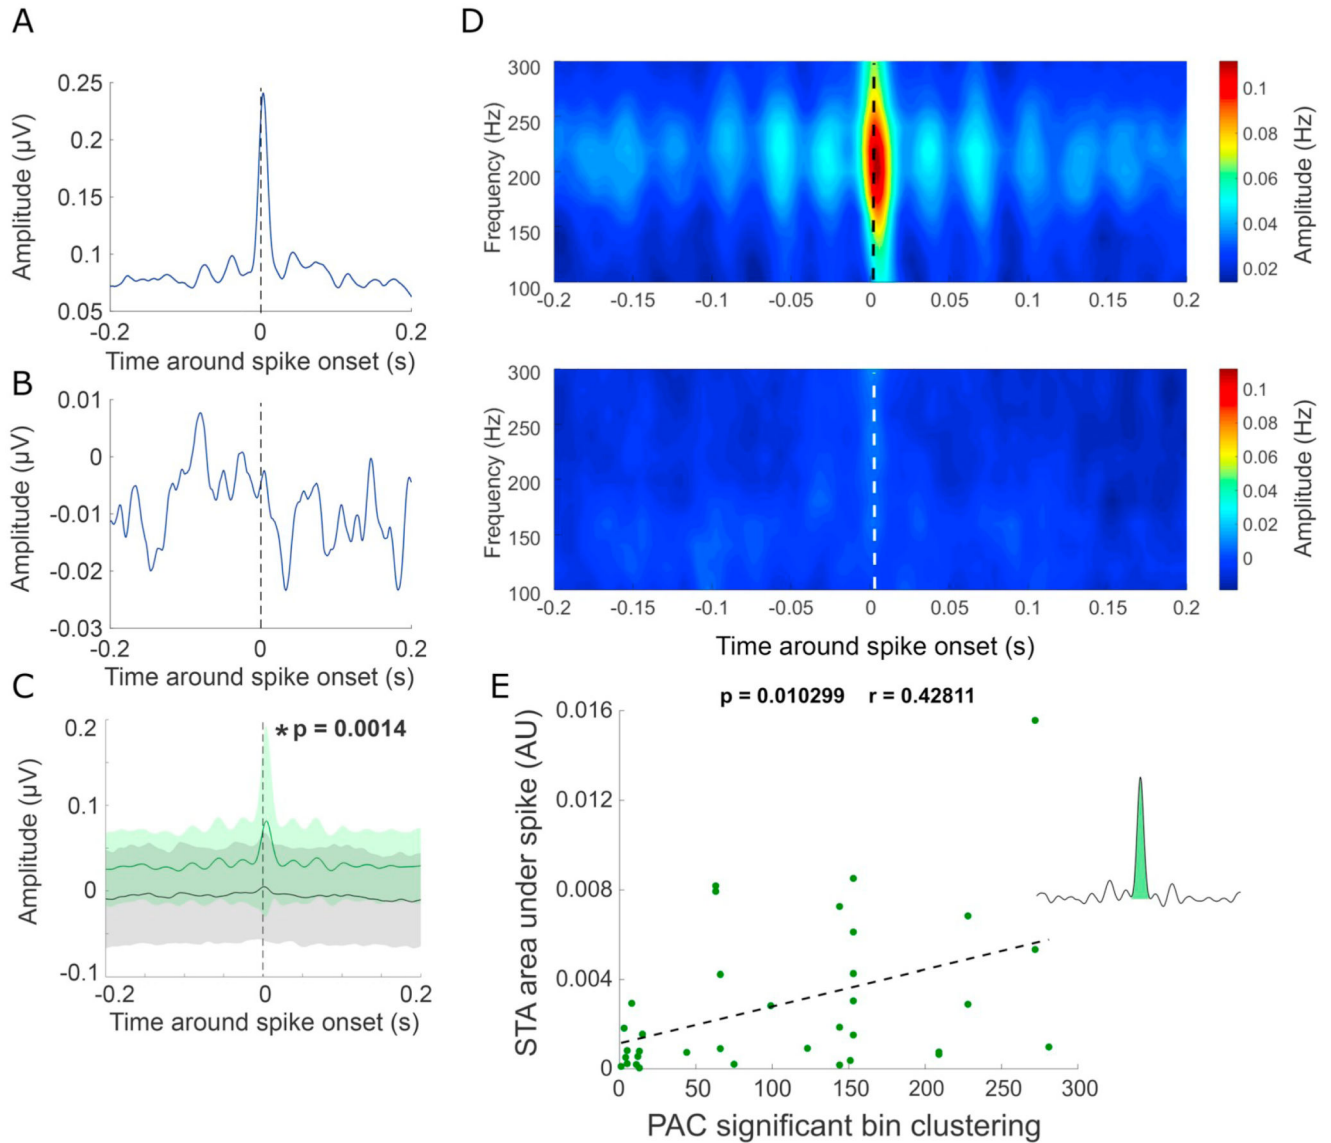 A
0.25
0.2
0.15
0.1
0.05
Amplitude (µV)
-0.2 0 0.2
Time around spike onset (s)
B
0.01
0
-0.01
-0.02
-0.03
Amplitude (µV)
-0.2 0 0.2
Time around spike onset (s)
C
* p = 0.0014
0.2
0.1
0
-0.1
Amplitude (µV)
-0.2 0 0.2
Time around spike onset (s)
D
300
250
200
150
100
Frequency (Hz)
-0.2 -0.15 -0.1 -0.05 0 0.05 0.1 0.15 0.2
0.1
0.08
0.06
0.04
0.02
Amplitude (Hz)
300
250
200
150
100
Frequency (Hz)
-0.2 -0.15 -0.1 -0.05 0 0.05 0.1 0.15 0.2
0.1
0.08
0.06
0.04
0.02
0
Amplitude (Hz)
Time around spike onset (s)
E
p = 0.010299 r = 0.42811
0.016
0.012
0.008
0.004
0
STA area under spike (AU)
0 50 100 150 200 250 300
PAC significant bin clustering